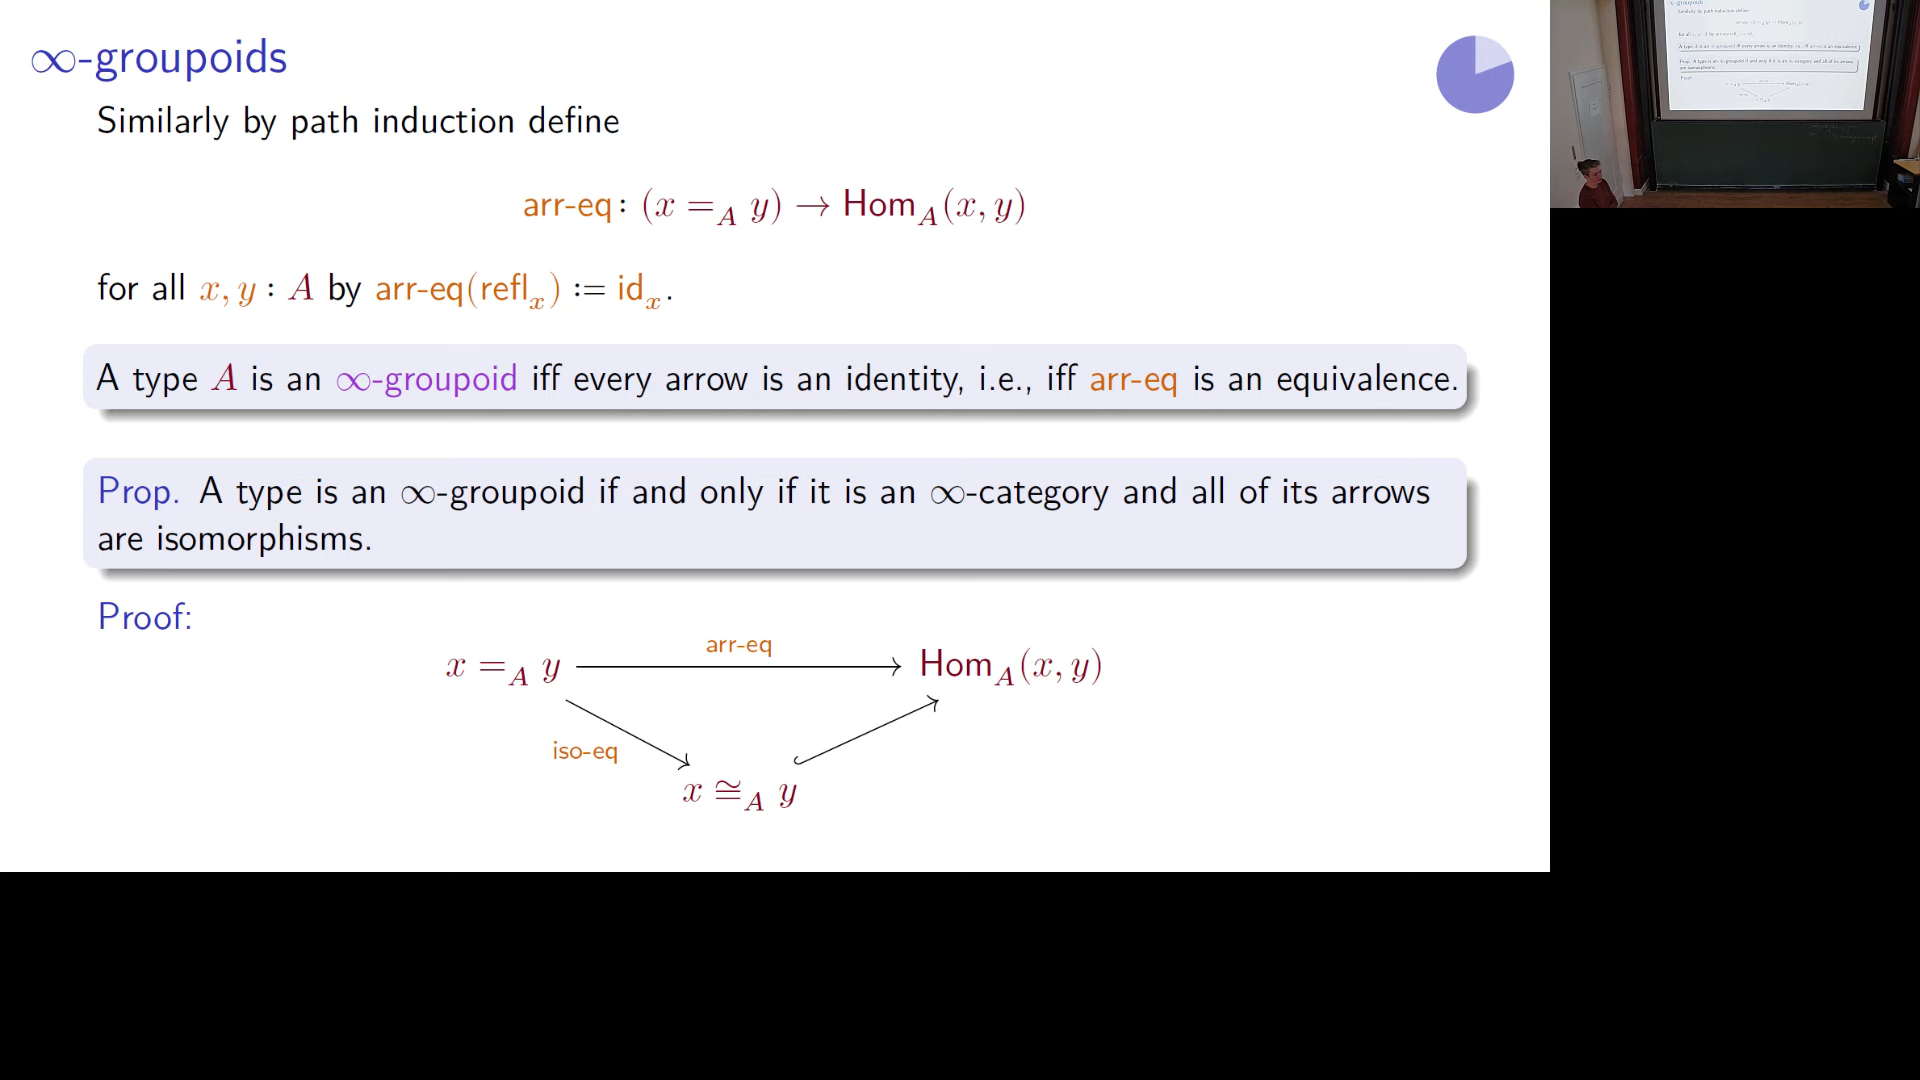 ∞-groupoids
Similarly by path induction define
arr-eq : (x =_A y) → Hom_A(x, y)
for all x, y : A by arr-eq(refl_x) := id_x.
A type A is an ∞-groupoid iff every arrow is an identity, i.e., iff arr-eq is an equivalence.
Prop. A type is an ∞-groupoid if and only if it is an ∞-category and all of its arrows
are isomorphisms.
Proof:
arr-eq
x =_A y
Hom_A(x, y)
iso-eq
x ≅_A y